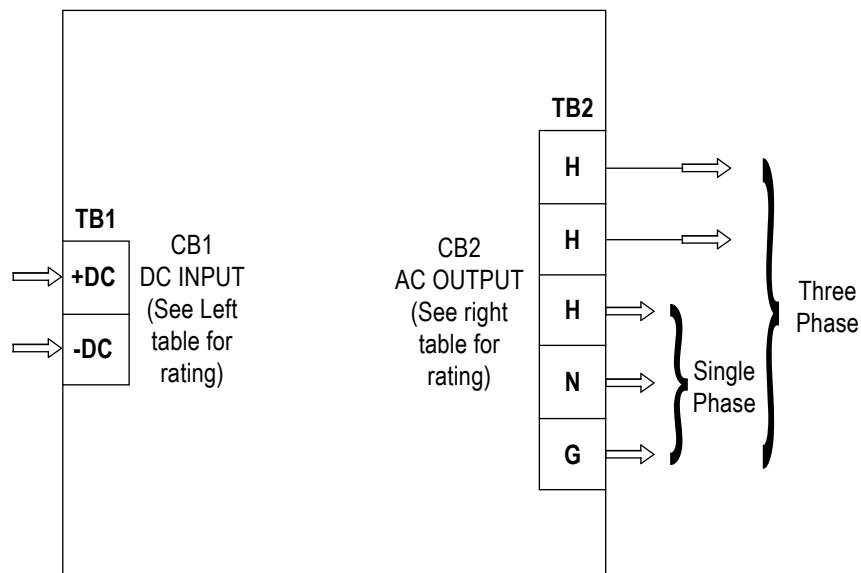 TB1
+DC
-DC
CB1
DC INPUT
(See Left
table for
rating)
CB2
AC OUTPUT
(See right
table for
rating)
TB2
H
H
H
N
G
Single
Phase
Three
Phase